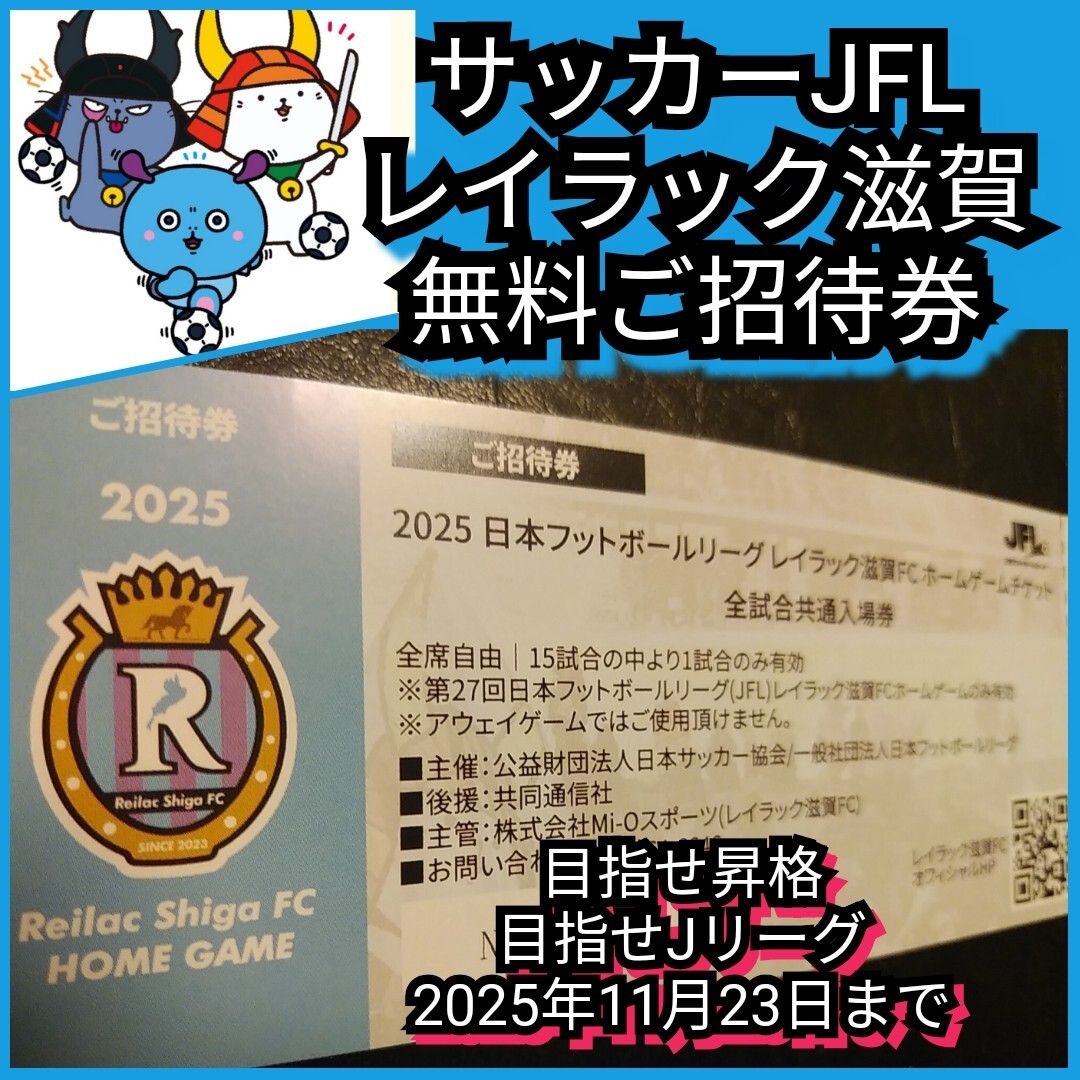 サッカーJFL
レイラック滋賀
無料ご招待券
ご招待券
2025
R
Reilac Shiga FC
SINCE 2023
Reilac Shiga FC
HOME GAME
ご招待券
JFL
2025 日本フットボールリーグ レイラック滋賀FC ホームゲームチケット
全試合共通入場券
全席自由｜15試合の中より1試合のみ有効
※第27回日本フットボールリーグ(JFL)レイラック滋賀FCホームゲームのみ有効
※アウェイゲームではご使用頂けません。
■主催:公益財団法人日本サッカー協会/一般社団法人日本フットボールリーグ
■後援:共同通信社
■主管:株式会社Mi-Oスポーツ(レイラック滋賀FC)
■お問い合わ
レイラック滋賀FC
オフィシャルHP
目指せ昇格
目指せJリーグ
2025年11月23日まで